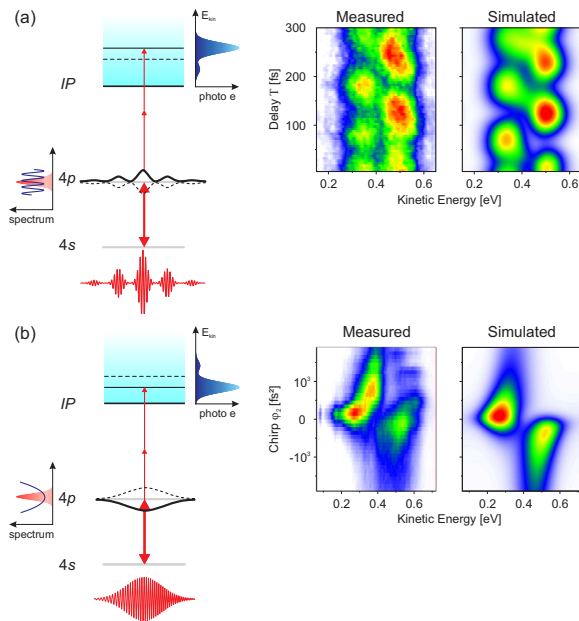 (a)
E_kin
IP
photo e
4p
spectrum
4s
Measured
Simulated
Delay T [fs]
300
200
100
0.2 0.4 0.6
0.2 0.4 0.6
Kinetic Energy [eV]
Kinetic Energy [eV]
(b)
E_kin
IP
photo e
4p
spectrum
4s
Measured
Simulated
Chirp φ₂ [fs²]
10³
0
-10³
0.2 0.4 0.6
0.2 0.4 0.6
Kinetic Energy [eV]